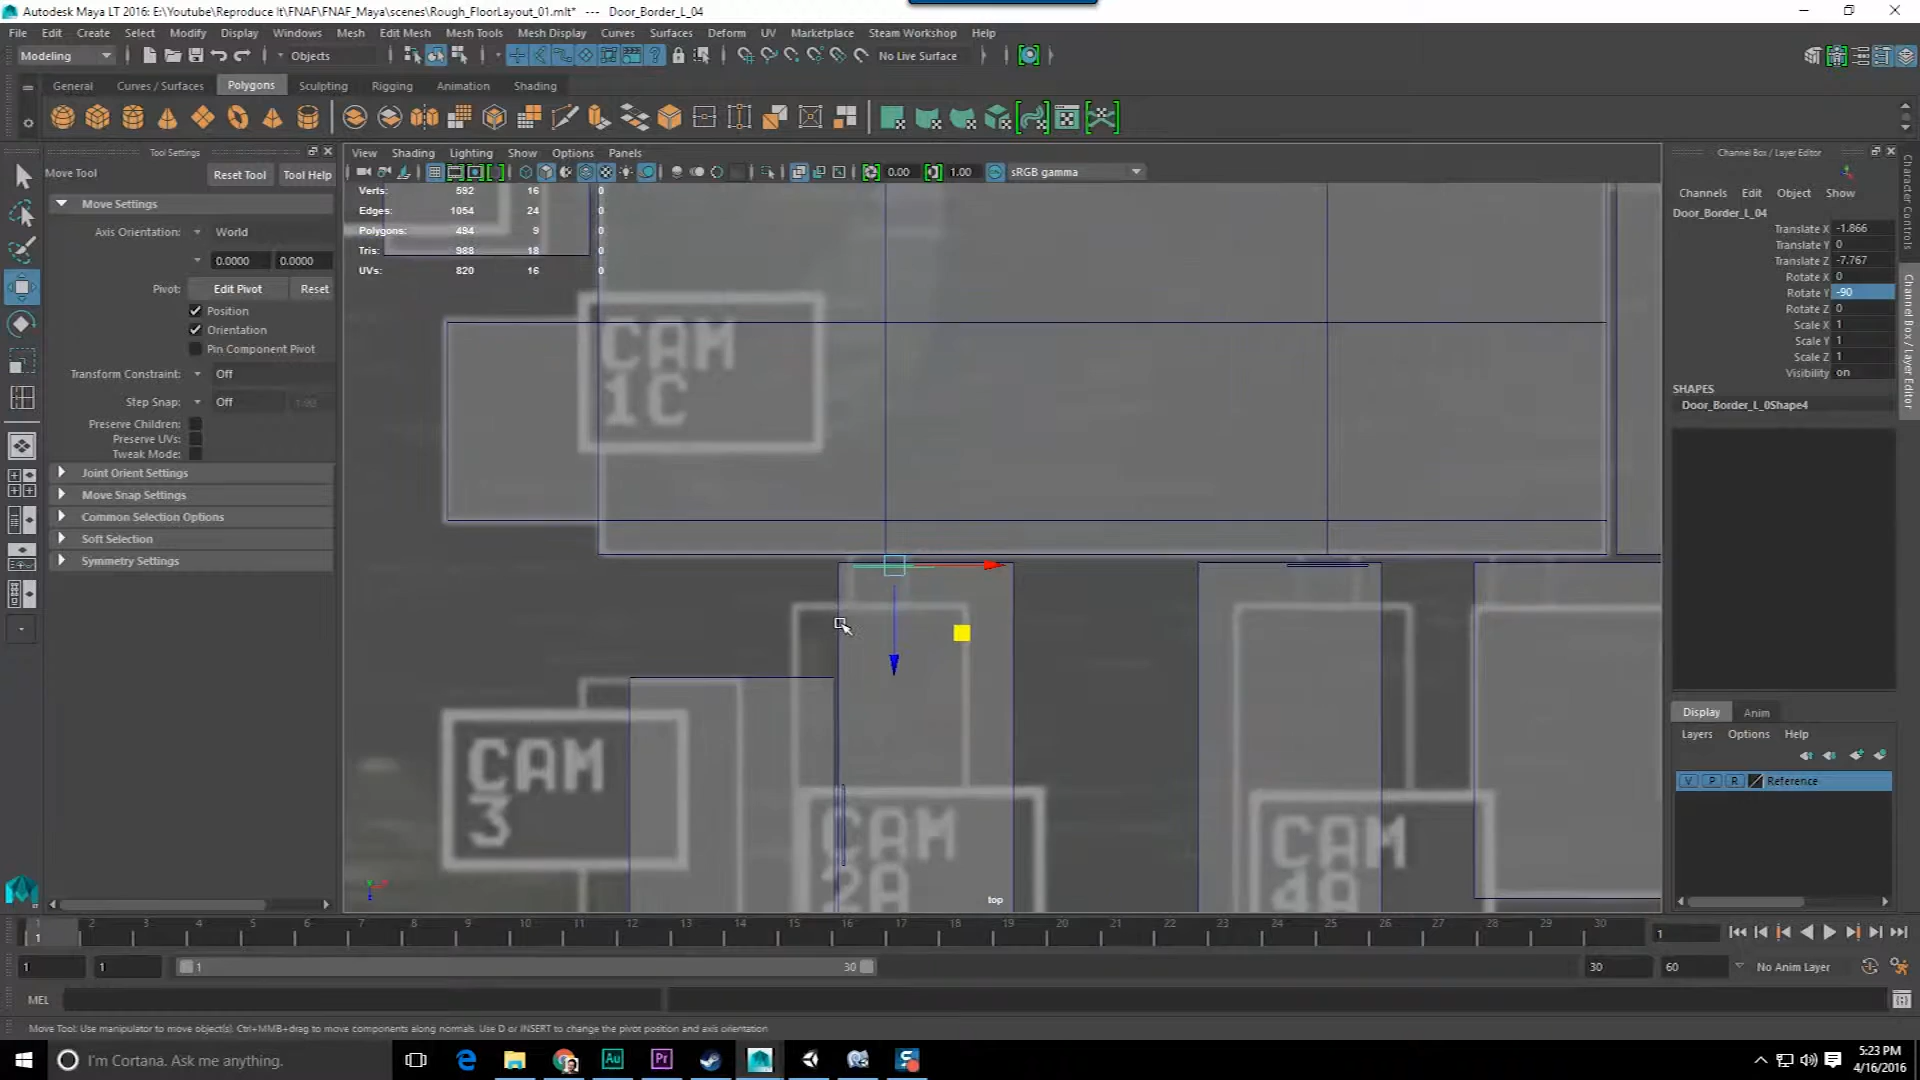 Autodesk Maya LT 2016: E:\Youtube\Reproduce It\FNAF\FNAF_Maya\scenes\Rough_FloorLayout_01.mlt* --- Door_Border_L_04
File Edit Create Select Modify Display Windows Mesh Edit Mesh Mesh Tools Mesh Display Curves Surfaces Deform UV Marketplace Steam Workshop Help
Modeling Objects No Live Surface
General Curves / Surfaces Polygons Sculpting Rigging Animation Shading
Tool Settings
Move Tool Reset Tool Tool Help
Move Settings
Axis Orientation: World
0.0000 0.0000
Pivot: Edit Pivot Reset
Position
Orientation
Pin Component Pivot
Transform Constraint: Off
Step Snap: Off 1.00
Preserve Children:
Preserve UVs:
Tweak Mode:
Joint Orient Settings
Move Snap Settings
Common Selection Options
Soft Selection
Symmetry Settings
View Shading Lighting Show Options Panels
0.00 1.00 sRGB gamma
Verts: 592 16 0
Edges: 1054 24 0
Polygons: 494 9 0
Tris: 988 18 0
UVs: 820 16 0
CAM
1C
CAM
3
CAM
2A
CAM
4A
top
Channel Box / Layer Editor
Channels Edit Object Show
Door_Border_L_04
Translate X -1.866
Translate Y 0
Translate Z -7.767
Rotate X 0
Rotate Y -90
Rotate Z 0
Scale X 1
Scale Y 1
Scale Z 1
Visibility on
SHAPES
Door_Border_L_0Shape4
Character Controls
Channel Box / Layer Editor
Display Anim
Layers Options Help
V P R Reference
1 2 3 4 5 6 7 8 9 10 11 12 13 14 15 16 17 18 19 20 21 22 23 24 25 26 27 28 29 30
1 1
1 1 1 30 30 60 No Anim Layer
MEL
Move Tool: Use manipulator to move object(s). Ctrl+MMB+drag to move components along normals. Use D or INSERT to change the pivot position and axis orientation
I'm Cortana. Ask me anything.
Au Pr
5:23 PM
4/16/2016